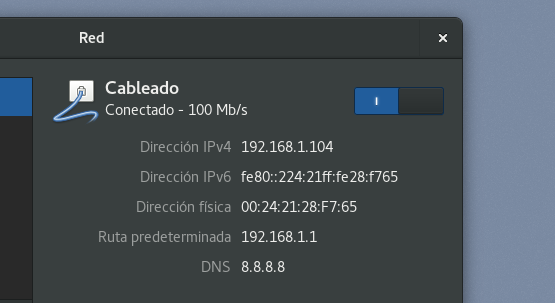 Red
Cableado
Conectado - 100 Mb/s
Dirección IPv4 192.168.1.104
Dirección IPv6 fe80::224:21ff:fe28:f765
Dirección física 00:24:21:28:F7:65
Ruta predeterminada 192.168.1.1
DNS 8.8.8.8